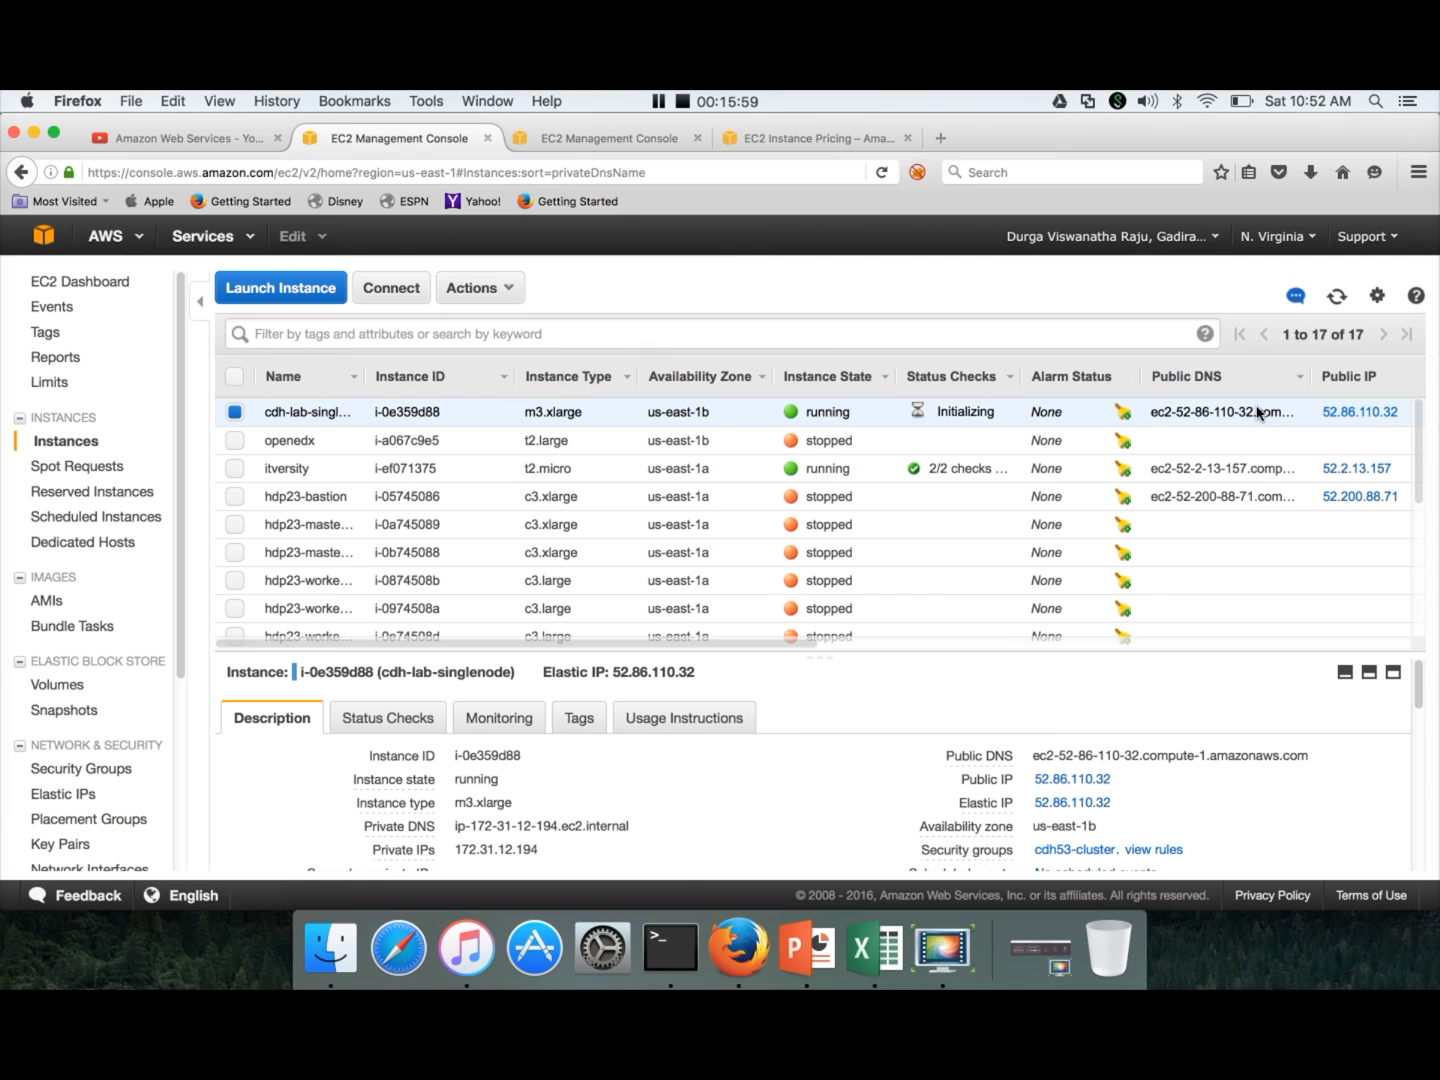 Firefox File Edit View History Bookmarks Tools Window Help 00:15:59 Sat 10:52 AM
Amazon Web Services - Yo... EC2 Management Console EC2 Management Console EC2 Instance Pricing – Ama...
https://console.aws.amazon.com/ec2/v2/home?region=us-east-1#Instances:sort=privateDnsName Search
Most Visited Apple Getting Started Disney ESPN Yahoo! Getting Started
AWS Services Edit Durga Viswanatha Raju, Gadira... N. Virginia Support
EC2 Dashboard
Events
Tags
Reports
Limits
INSTANCES
Instances
Spot Requests
Reserved Instances
Scheduled Instances
Dedicated Hosts
IMAGES
AMIs
Bundle Tasks
ELASTIC BLOCK STORE
Volumes
Snapshots
NETWORK & SECURITY
Security Groups
Elastic IPs
Placement Groups
Key Pairs
Network Interfaces
Launch Instance Connect Actions
Filter by tags and attributes or search by keyword 1 to 17 of 17
Name Instance ID Instance Type Availability Zone Instance State Status Checks Alarm Status Public DNS Public IP
cdh-lab-singl... i-0e359d88 m3.xlarge us-east-1b running Initializing None ec2-52-86-110-32.com... 52.86.110.32
openedx i-a067c9e5 t2.large us-east-1b stopped None
itversity i-ef071375 t2.micro us-east-1a running 2/2 checks ... None ec2-52-2-13-157.comp... 52.2.13.157
hdp23-bastion i-05745086 c3.xlarge us-east-1a stopped None ec2-52-200-88-71.com... 52.200.88.71
hdp23-maste... i-0a745089 c3.xlarge us-east-1a stopped None
hdp23-maste... i-0b745088 c3.xlarge us-east-1a stopped None
hdp23-worke... i-0874508b c3.large us-east-1a stopped None
hdp23-worke... i-0974508a c3.large us-east-1a stopped None
hdp23-worke... i-0e74508d c3.large us-east-1a stopped None
Instance: i-0e359d88 (cdh-lab-singlenode) Elastic IP: 52.86.110.32
Description Status Checks Monitoring Tags Usage Instructions
Instance ID i-0e359d88 Public DNS ec2-52-86-110-32.compute-1.amazonaws.com
Instance state running Public IP 52.86.110.32
Instance type m3.xlarge Elastic IP 52.86.110.32
Private DNS ip-172-31-12-194.ec2.internal Availability zone us-east-1b
Private IPs 172.31.12.194 Security groups cdh53-cluster. view rules
Feedback English © 2008 - 2016, Amazon Web Services, Inc. or its affiliates. All rights reserved. Privacy Policy Terms of Use